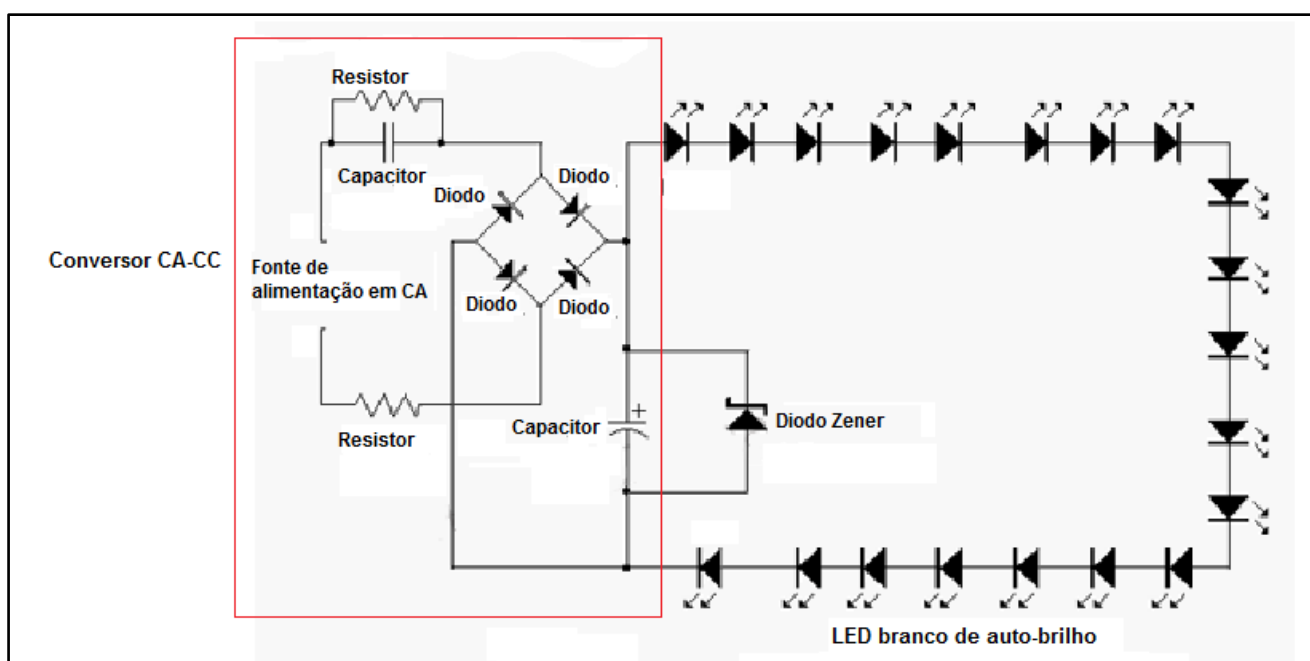 Resistor
Capacitor
Diodo
Diodo
Conversor CA-CC
Fonte de
alimentação em CA
Diodo
Diodo
+
Capacitor
Diodo Zener
Resistor
LED branco de auto-brilho